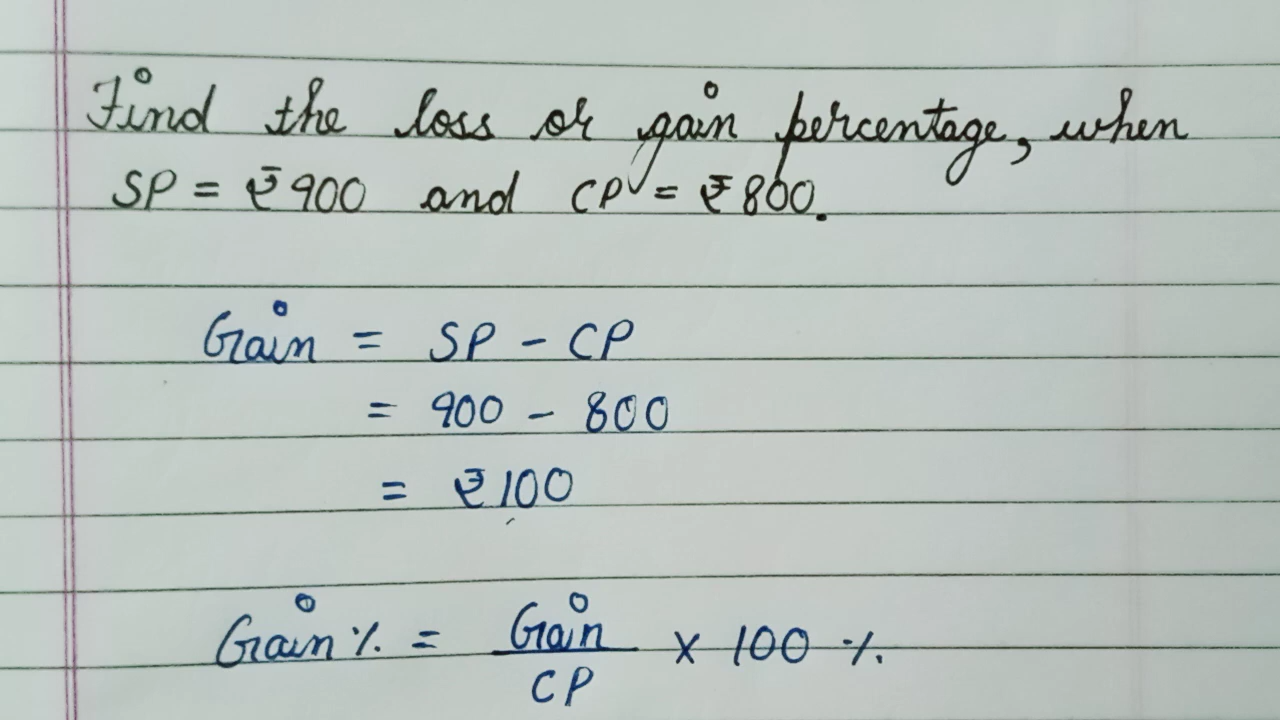 Find the loss or gain percentage, when
SP = ₹900 and CP = ₹800.
Gain = SP - CP
= 900 - 800
= ₹100
Gain % = Gain/CP × 100 %.